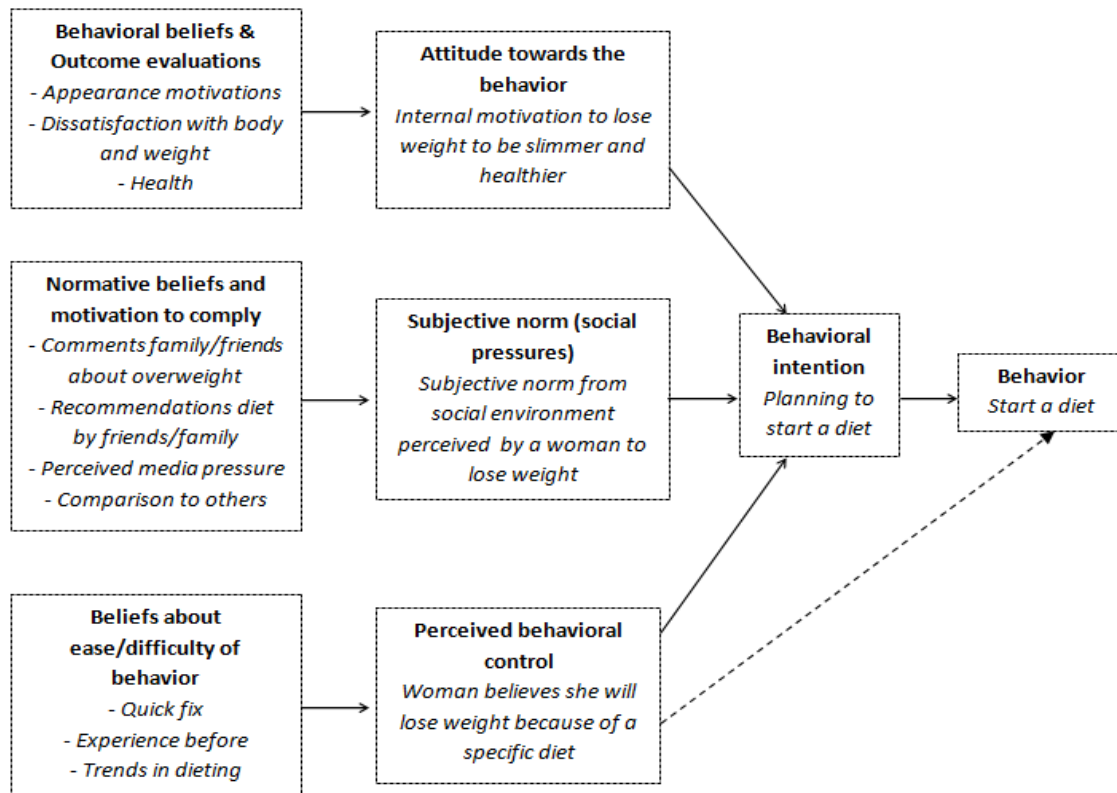 Behavioral beliefs &
Outcome evaluations
- Appearance motivations
- Dissatisfaction with body
and weight
- Health
Attitude towards the
behavior
Internal motivation to lose
weight to be slimmer and
healthier
Normative beliefs and
motivation to comply
- Comments family/friends
about overweight
- Recommendations diet
by friends/family
- Perceived media pressure
- Comparison to others
Subjective norm (social
pressures)
Subjective norm from
social environment
perceived by a woman to
lose weight
Behavioral
intention
Planning to
start a diet
Behavior
Start a diet
Beliefs about
ease/difficulty of
behavior
- Quick fix
- Experience before
- Trends in dieting
Perceived behavioral
control
Woman believes she will
lose weight because of a
specific diet